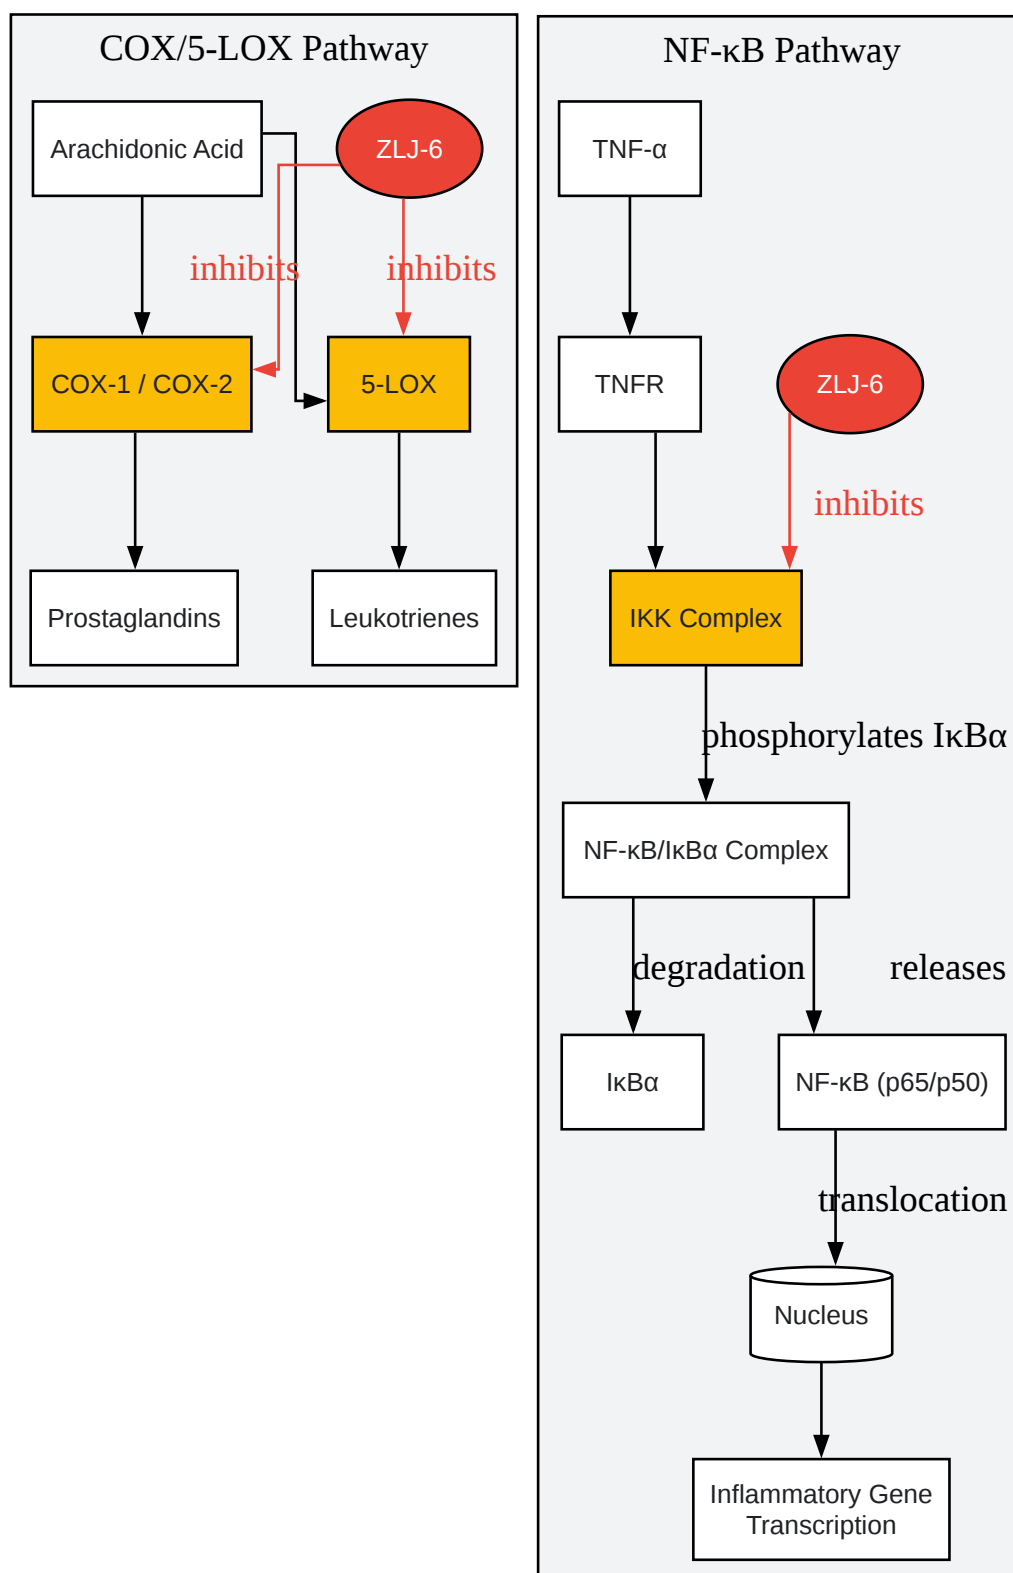 COX/5-LOX Pathway
Arachidonic Acid
ZLJ-6
inhibits
inhibits
COX-1 / COX-2
5-LOX
Prostaglandins
Leukotrienes
NF-κB Pathway
TNF-α
TNFR
ZLJ-6
inhibits
IKK Complex
phosphorylates IκBα
NF-κB/IκBα Complex
degradation
releases
IκBα
NF-κB (p65/p50)
translocation
Nucleus
Inflammatory Gene
Transcription